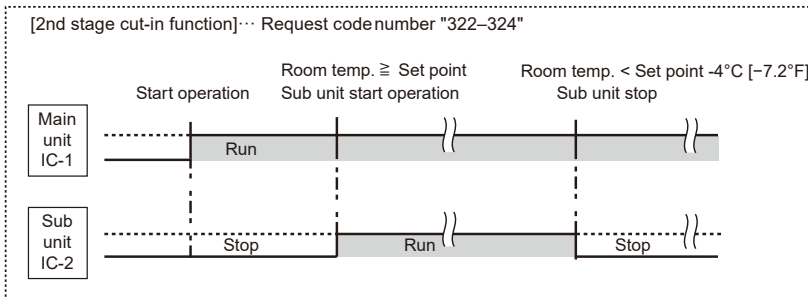 [2nd stage cut-in function]··· Request code number "322–324"
Room temp. ≧ Set point
Room temp. < Set point -4°C [−7.2°F]
Start operation
Sub unit start operation
Sub unit stop
Main
unit
IC-1
Run
Sub
unit
IC-2
Stop
Run
Stop